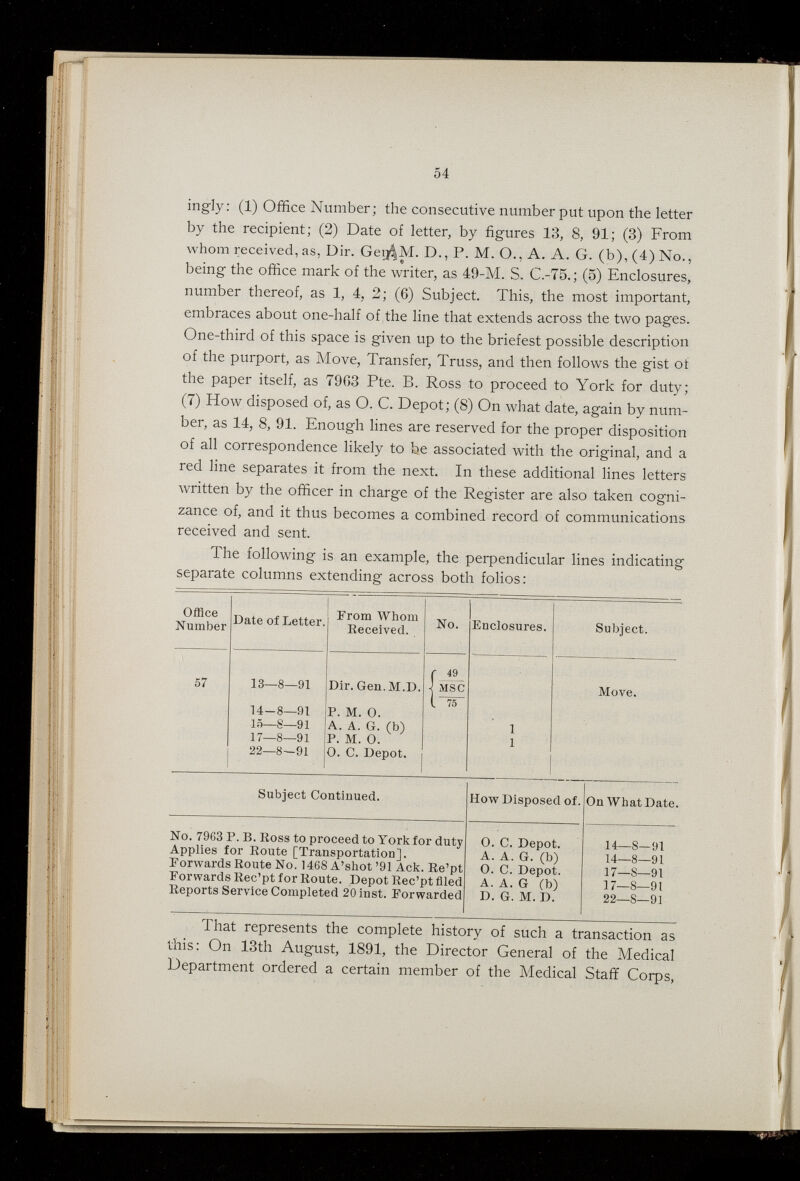 54
ingly: (1) Office Number; the consecutive number put upon the letter
by the recipient; (2) Date of letter, by figures 13, 8, 91; (3) From
whom received, as, Dir. M. D., P. M. O., A. A. G. (b), (4) No.,
being the office mark of the writer, as 49-M. S. C.-75.; (5) Enclosures,
number thereof, as 1, 4, 2; (6) Subject. This, the most important,
embraces about one-half of the line that extends across the two pages.
One-third of this space is given up to the briefest possible description
of the purport, as Move, Transfer, Truss, and then follows the gist of
the paper itself, as 7963 Pte. B. Ross to proceed to York for duty;
(7) How disposed of, as O. C. Depot; (8) On what date, again by num-
ber, as 14, 8, 91. Enough lines are reserved for the proper disposition
of all correspondence likely to be associated with the original, and a
red line separates it from the next. In these additional lines letters
written by the officer in charge of the Register are also taken cogni-
zance of, and it thus becomes a combined record of communications
received and sent.
The following is an example, the perpendicular lines indicating
separate columns extending across both folios:
Office Number Date of Letter. From Whom Received. No. Enclosures. Subject.
57 13—8—91 Dir. Gen. M.D. { 49 MSC 75 Move.
14—8—91 P. M. O.
15—8—91 A. A. G. (b) 1
17—8—91 P. M. O. 1
22—8—91 O. C. Depot.
Subject Continued. How Disposed of. On What Date.
No. 7963 P. B. Ross to proceed to York for duty O. C. Depot. 14—8—91
Applies for Route [Transportation]. A. A. G. (b) 14—8—91
Forwards Route No. 1468 A'shot '91 Ack. Re'pt O. C. Depot. 17—8—91
Forwards Rec'pt for Route. Depot Rec'pt filed A. A. G (b) 17—8—91
Reports Service Completed 20 inst. Forwarded D. G. M. D. 22—8—91
That represents the complete history of such a transaction as
this: On 13th August, 1891, the Director General of the Medical
Department ordered a certain member of the Medical Staff Corps,